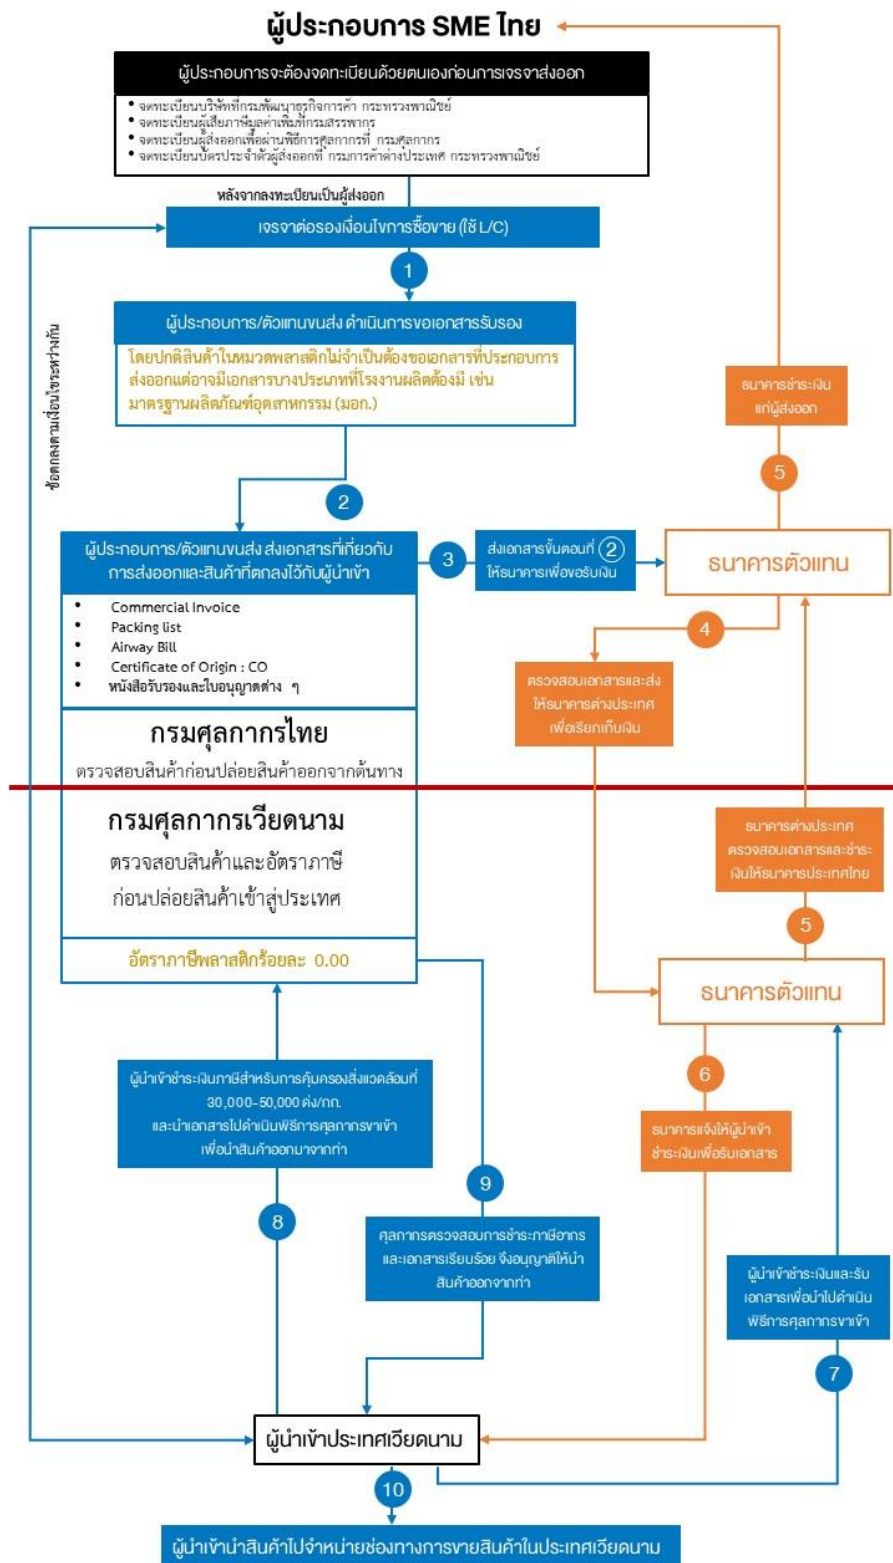 ผู้ประกอบการ SME ไทย
ผู้ประกอบการจะต้องจดทะเบียนด้วยตนเองก่อนการเจรจาส่งออก
• จดทะเบียนบริษัทที่กรมพัฒนาธุรกิจการค้า กระทรวงพาณิชย์
• จดทะเบียนผู้เสียภาษีมูลค่าเพิ่มที่กรมสรรพากร
• จดทะเบียนผู้ส่งออกเพื่อผ่านพิธีการศุลกากรที่ กรมศุลกากร
• จดทะเบียนบัตรประจำตัวผู้ส่งออกที่ กรมการค้าต่างประเทศ กระทรวงพาณิชย์
หลังจากลงทะเบียนเป็นผู้ส่งออก
เจรจาต่อรองเงื่อนไขการซื้อขาย (ใช้ L/C)
1
ข้อตกลงตามเงื่อนไขระหว่างกัน
ผู้ประกอบการ/ตัวแทนขนส่ง ดำเนินการขอเอกสารรับรอง
โดยปกติสินค้าในหมวดพลาสติกไม่จำเป็นต้องขอเอกสารที่ประกอบการ
ส่งออกแต่อาจมีเอกสารบางประเภทที่โรงงานผลิตต้องมี เช่น
มาตรฐานผลิตภัณฑ์อุตสาหกรรม (มอก.)
2
ธนาคารชำระเงิน
แก่ผู้ส่งออก
5
ผู้ประกอบการ/ตัวแทนขนส่ง ส่งเอกสารที่เกี่ยวกับ
การส่งออกและสินค้าที่ตกลงไว้กับผู้นำเข้า
• Commercial Invoice
• Packing list
• Airway Bill
• Certificate of Origin : CO
• หนังสือรับรองและใบอนุญาตต่าง ๆ
3
ส่งเอกสารขั้นตอนที่ 2
ให้ธนาคารเพื่อขอรับเงิน
ธนาคารตัวแทน
4
ตรวจสอบเอกสารและส่ง
ให้ธนาคารต่างประเทศ
เพื่อเรียกเก็บเงิน
กรมศุลกากรไทย
ตรวจสอบสินค้าก่อนปล่อยสินค้าออกจากต้นทาง
กรมศุลกากรเวียดนาม
ตรวจสอบสินค้าและอัตราภาษี
ก่อนปล่อยสินค้าเข้าสู่ประเทศ
อัตราภาษีพลาสติกร้อยละ 0.00
ธนาคารต่างประเทศ
ตรวจสอบเอกสารและชำระ
เงินให้ธนาคารประเทศไทย
5
ธนาคารตัวแทน
6
ธนาคารแจ้งให้ผู้นำเข้า
ชำระเงินเพื่อรับเอกสาร
ผู้นำเข้าชำระเงินภาษีสำหรับการคุ้มครองสิ่งแวดล้อมที่
30,000-50,000 ด่ง/กก.
และนำเอกสารไปดำเนินพิธีการศุลกากรขาเข้า
เพื่อนำสินค้าออกมาจากท่า
8
9
ศุลกากรตรวจสอบการชำระภาษีอากร
และเอกสารเรียบร้อย จึงอนุญาติให้นำ
สินค้าออกจากท่า
ผู้นำเข้าชำระเงินและรับ
เอกสารเพื่อนำไปดำเนิน
พิธีการศุลกากรขาเข้า
7
ผู้นำเข้าประเทศเวียดนาม
10
ผู้นำเข้านำสินค้าไปจำหน่ายช่องทางการขายสินค้าในประเทศเวียดนาม